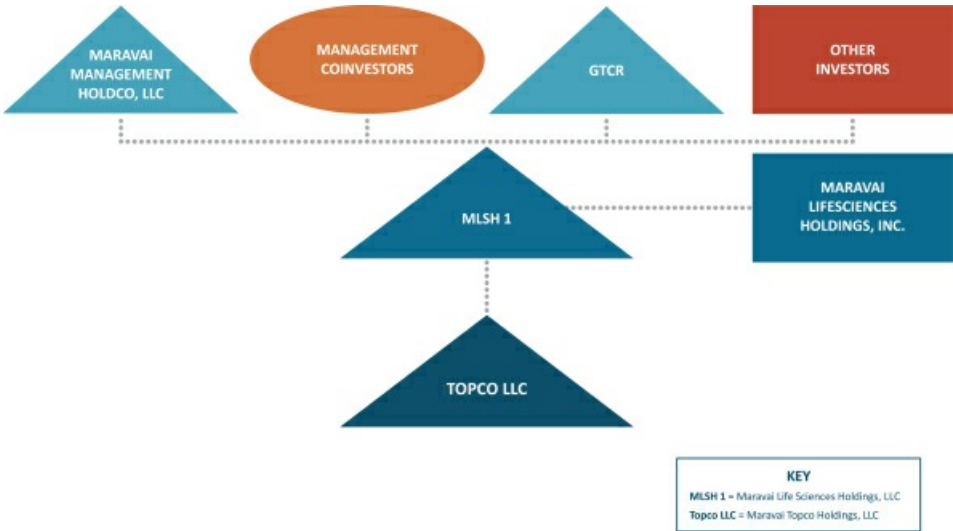 MARAVAI
MANAGEMENT
HOLDCO, LLC
MANAGEMENT
COINVESTORS
GTCR
OTHER
INVESTORS
MLSH 1
MARAVAI
LIFESCIENCES
HOLDINGS, INC.
TOPCO LLC
KEY
MLSH 1 = Maravai Life Sciences Holdings, LLC
Topco LLC = Maravai Topco Holdings, LLC